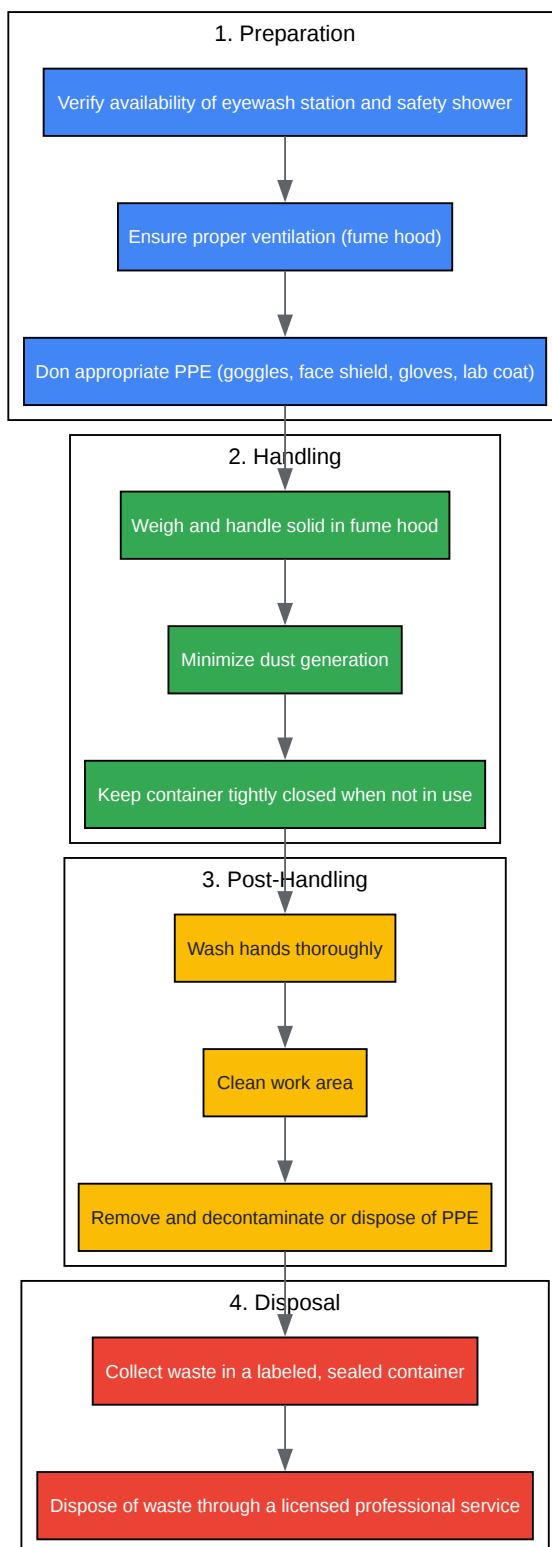 1. Preparation
Verify availability of eyewash station and safety shower
Ensure proper ventilation (fume hood)
Don appropriate PPE (goggles, face shield, gloves, lab coat)
2. Handling
Weigh and handle solid in fume hood
Minimize dust generation
Keep container tightly closed when not in use
3. Post-Handling
Wash hands thoroughly
Clean work area
Remove and decontaminate or dispose of PPE
4. Disposal
Collect waste in a labeled, sealed container
Dispose of waste through a licensed professional service